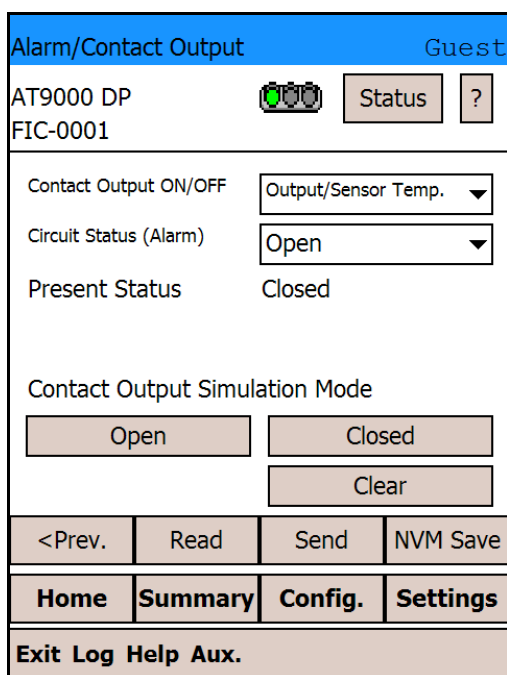 Alarm/Contact Output Guest
AT9000 DP Status ?
FIC-0001
Contact Output ON/OFF Output/Sensor Temp.
Circuit Status (Alarm) Open
Present Status Closed
Contact Output Simulation Mode
Open Closed
Clear
<Prev. Read Send NVM Save
Home Summary Config. Settings
Exit Log Help Aux.